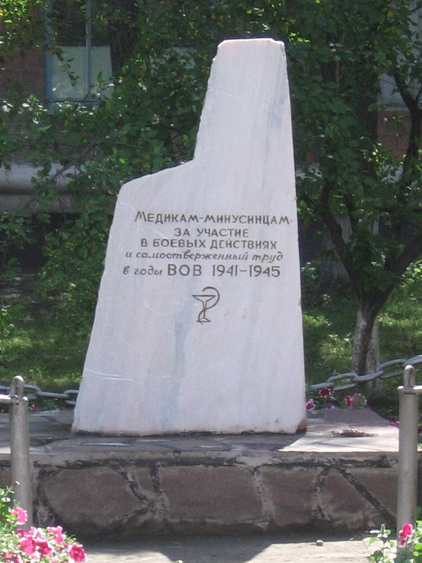 МЕДИКАМ-МИНУСИНЦАМ
ЗА УЧАСТИЕ
В БОЕВЫХ ДЕЙСТВИЯХ
и самоотверженный труд
в годы ВОВ 1941-1945